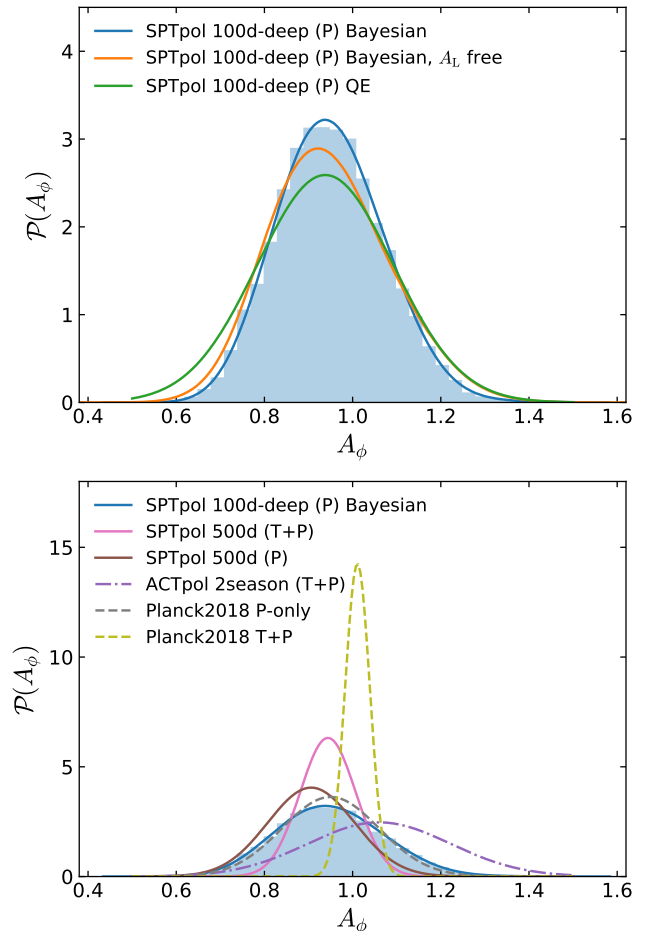 4
3
2
1
0
𝒫(A_ϕ)
SPTpol 100d-deep (P) Bayesian
SPTpol 100d-deep (P) Bayesian, A_L free
SPTpol 100d-deep (P) QE
0.4 0.6 0.8 1.0 1.2 1.4 1.6
A_ϕ
15
10
5
0
𝒫(A_ϕ)
SPTpol 100d-deep (P) Bayesian
SPTpol 500d (T+P)
SPTpol 500d (P)
ACTpol 2season (T+P)
Planck2018 P-only
Planck2018 T+P
0.4 0.6 0.8 1.0 1.2 1.4 1.6
A_ϕ